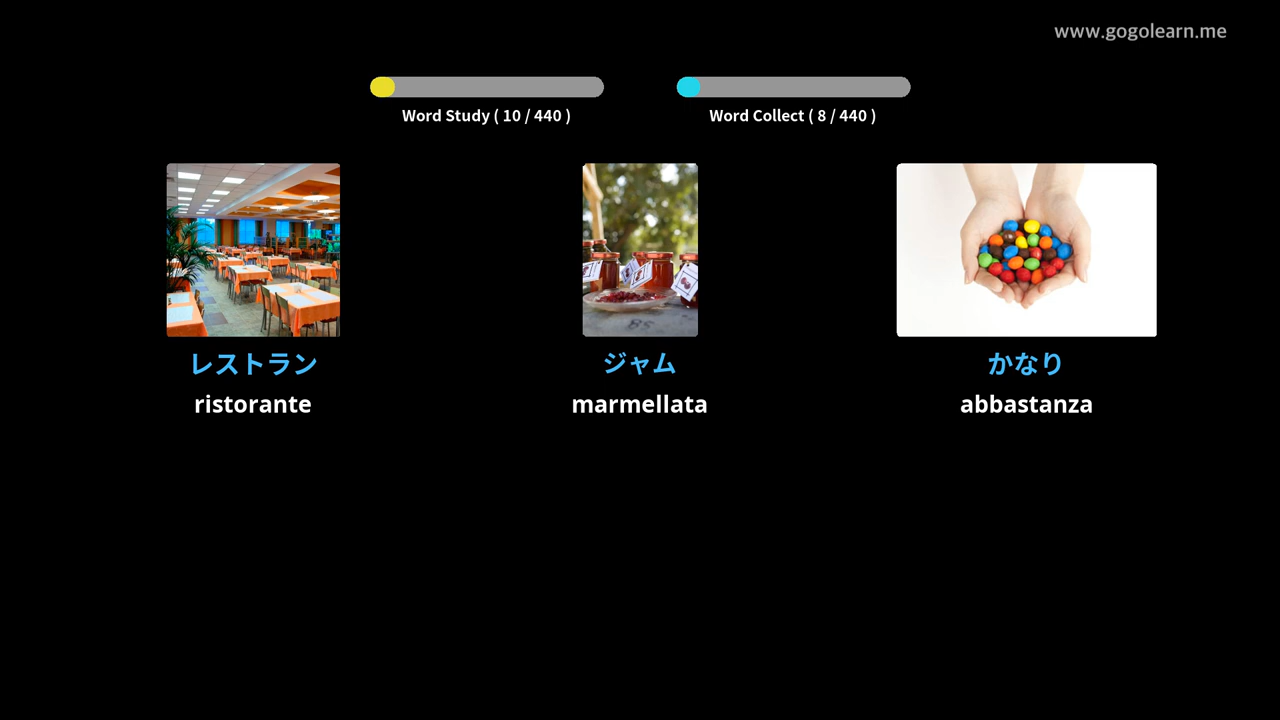 www.gogolearn.me
Word Study ( 10 / 440 )
Word Collect ( 8 / 440 )
レストラン
ジャム
かなり
ristorante
marmellata
abbastanza